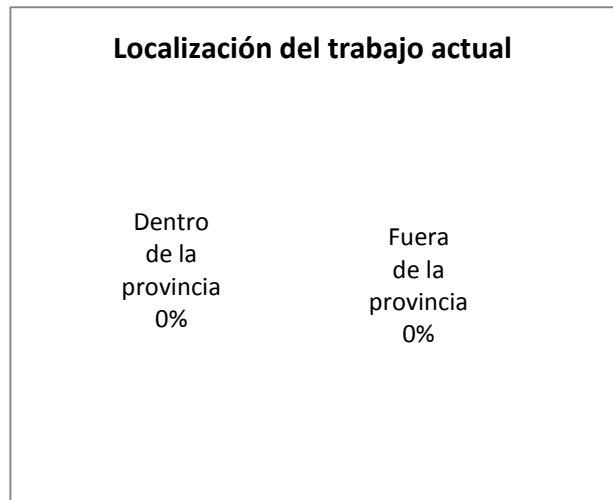 Localización del trabajo actual
Dentro
de la
provincia
0%
Fuera
de la
provincia
0%